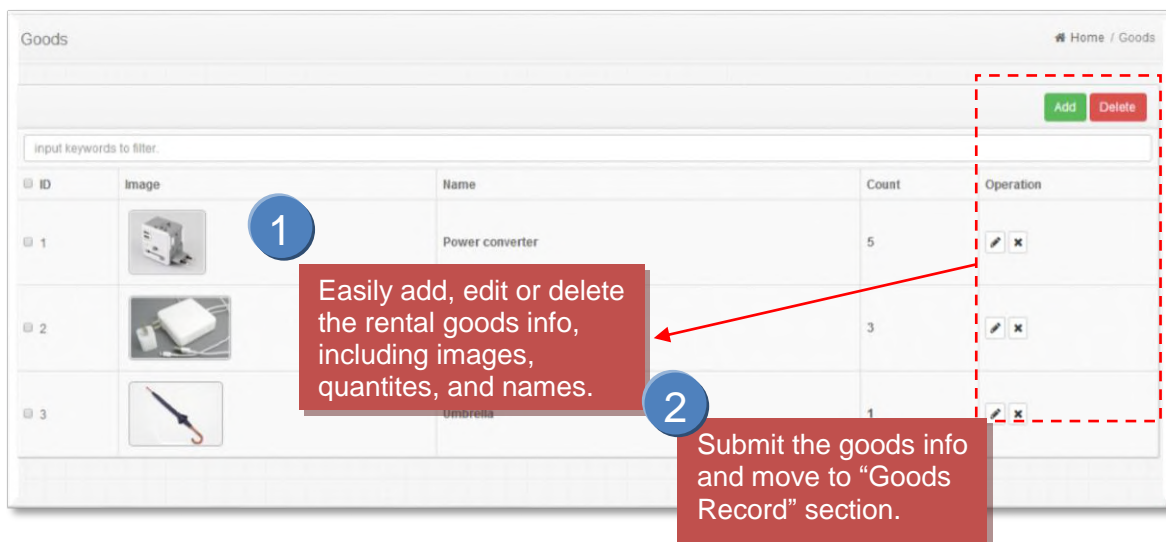 Goods
Home / Goods
Add Delete
input keywords to filter.
ID Image Name Count Operation
1 Power converter 5
1
Easily add, edit or delete
the rental goods info,
including images,
quantites, and names.
2 3
3 Umbrella 1
2
Submit the goods info
and move to “Goods
Record” section.